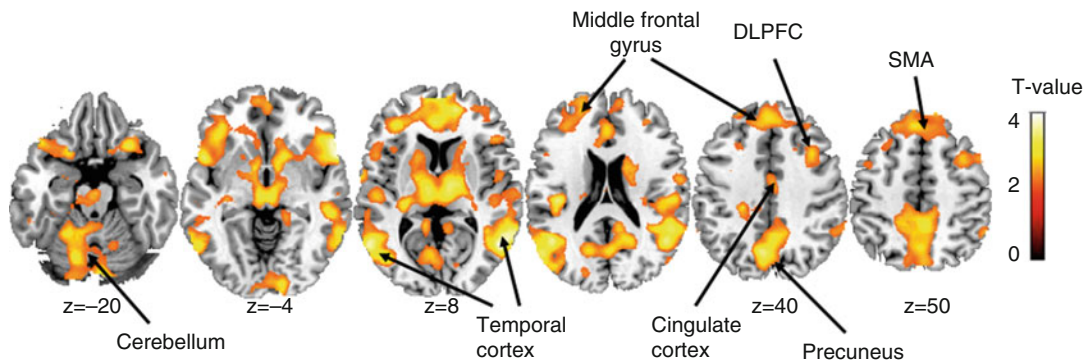 Middle frontal
gyrus
DLPFC
SMA
T-value
4
2
0
z=–20
z=–4
z=8
z=40
z=50
Cerebellum
Temporal
cortex
Cingulate
cortex
Precuneus